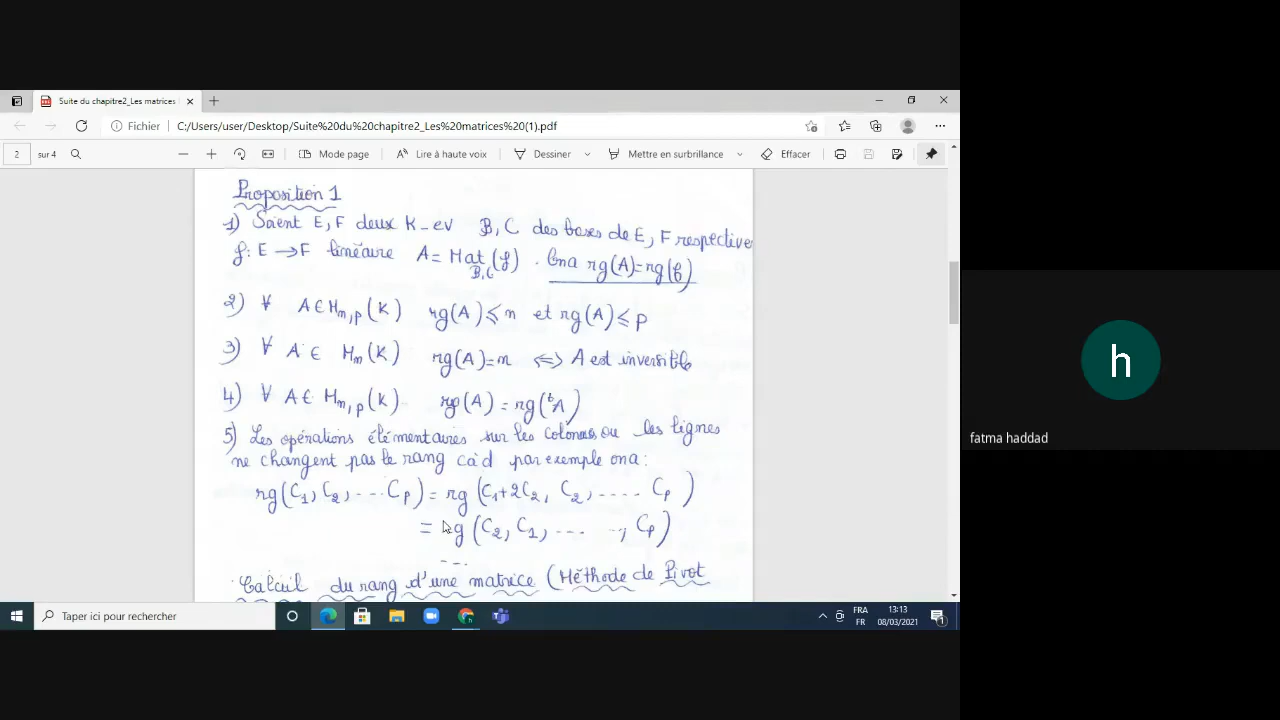 Suite du chapitre2_Les matrices
Fichier C:/Users/user/Desktop/Suite%20du%20chapitre2_Les%20matrices%20(1).pdf
2 sur 4 Mode page Lire à haute voix Dessiner Mettre en surbrillance Effacer
Proposition 1
1) Soient E, F deux K-ev B, C des bases de E, F respective
f: E → F linéaire A = Mat (f) . On a rg(A) = rg(f)
B,C
2) ∀ A ∈ M n,p (K) rg(A) ≤ n et rg(A) ≤ p
3) ∀ A ∈ M n (K) rg(A) = n ⇔ A est inversible
4) ∀ A ∈ M n,p (K) rg(A) = rg(ᵗA)
5) Les opérations élémentaires sur les colonnes ou les lignes
ne changent pas le rang càd par exemple on a :
rg(C₁, C₂, ... Cp) = rg (C₁+2C₂, C₂, .... Cp)
= rg (C₂, C₁, ... .., Cp)
...
Calcul du rang d'une matrice (Méthode de Pivot
h
fatma haddad
Taper ici pour rechercher
FRA
FR
13:13
08/03/2021
1